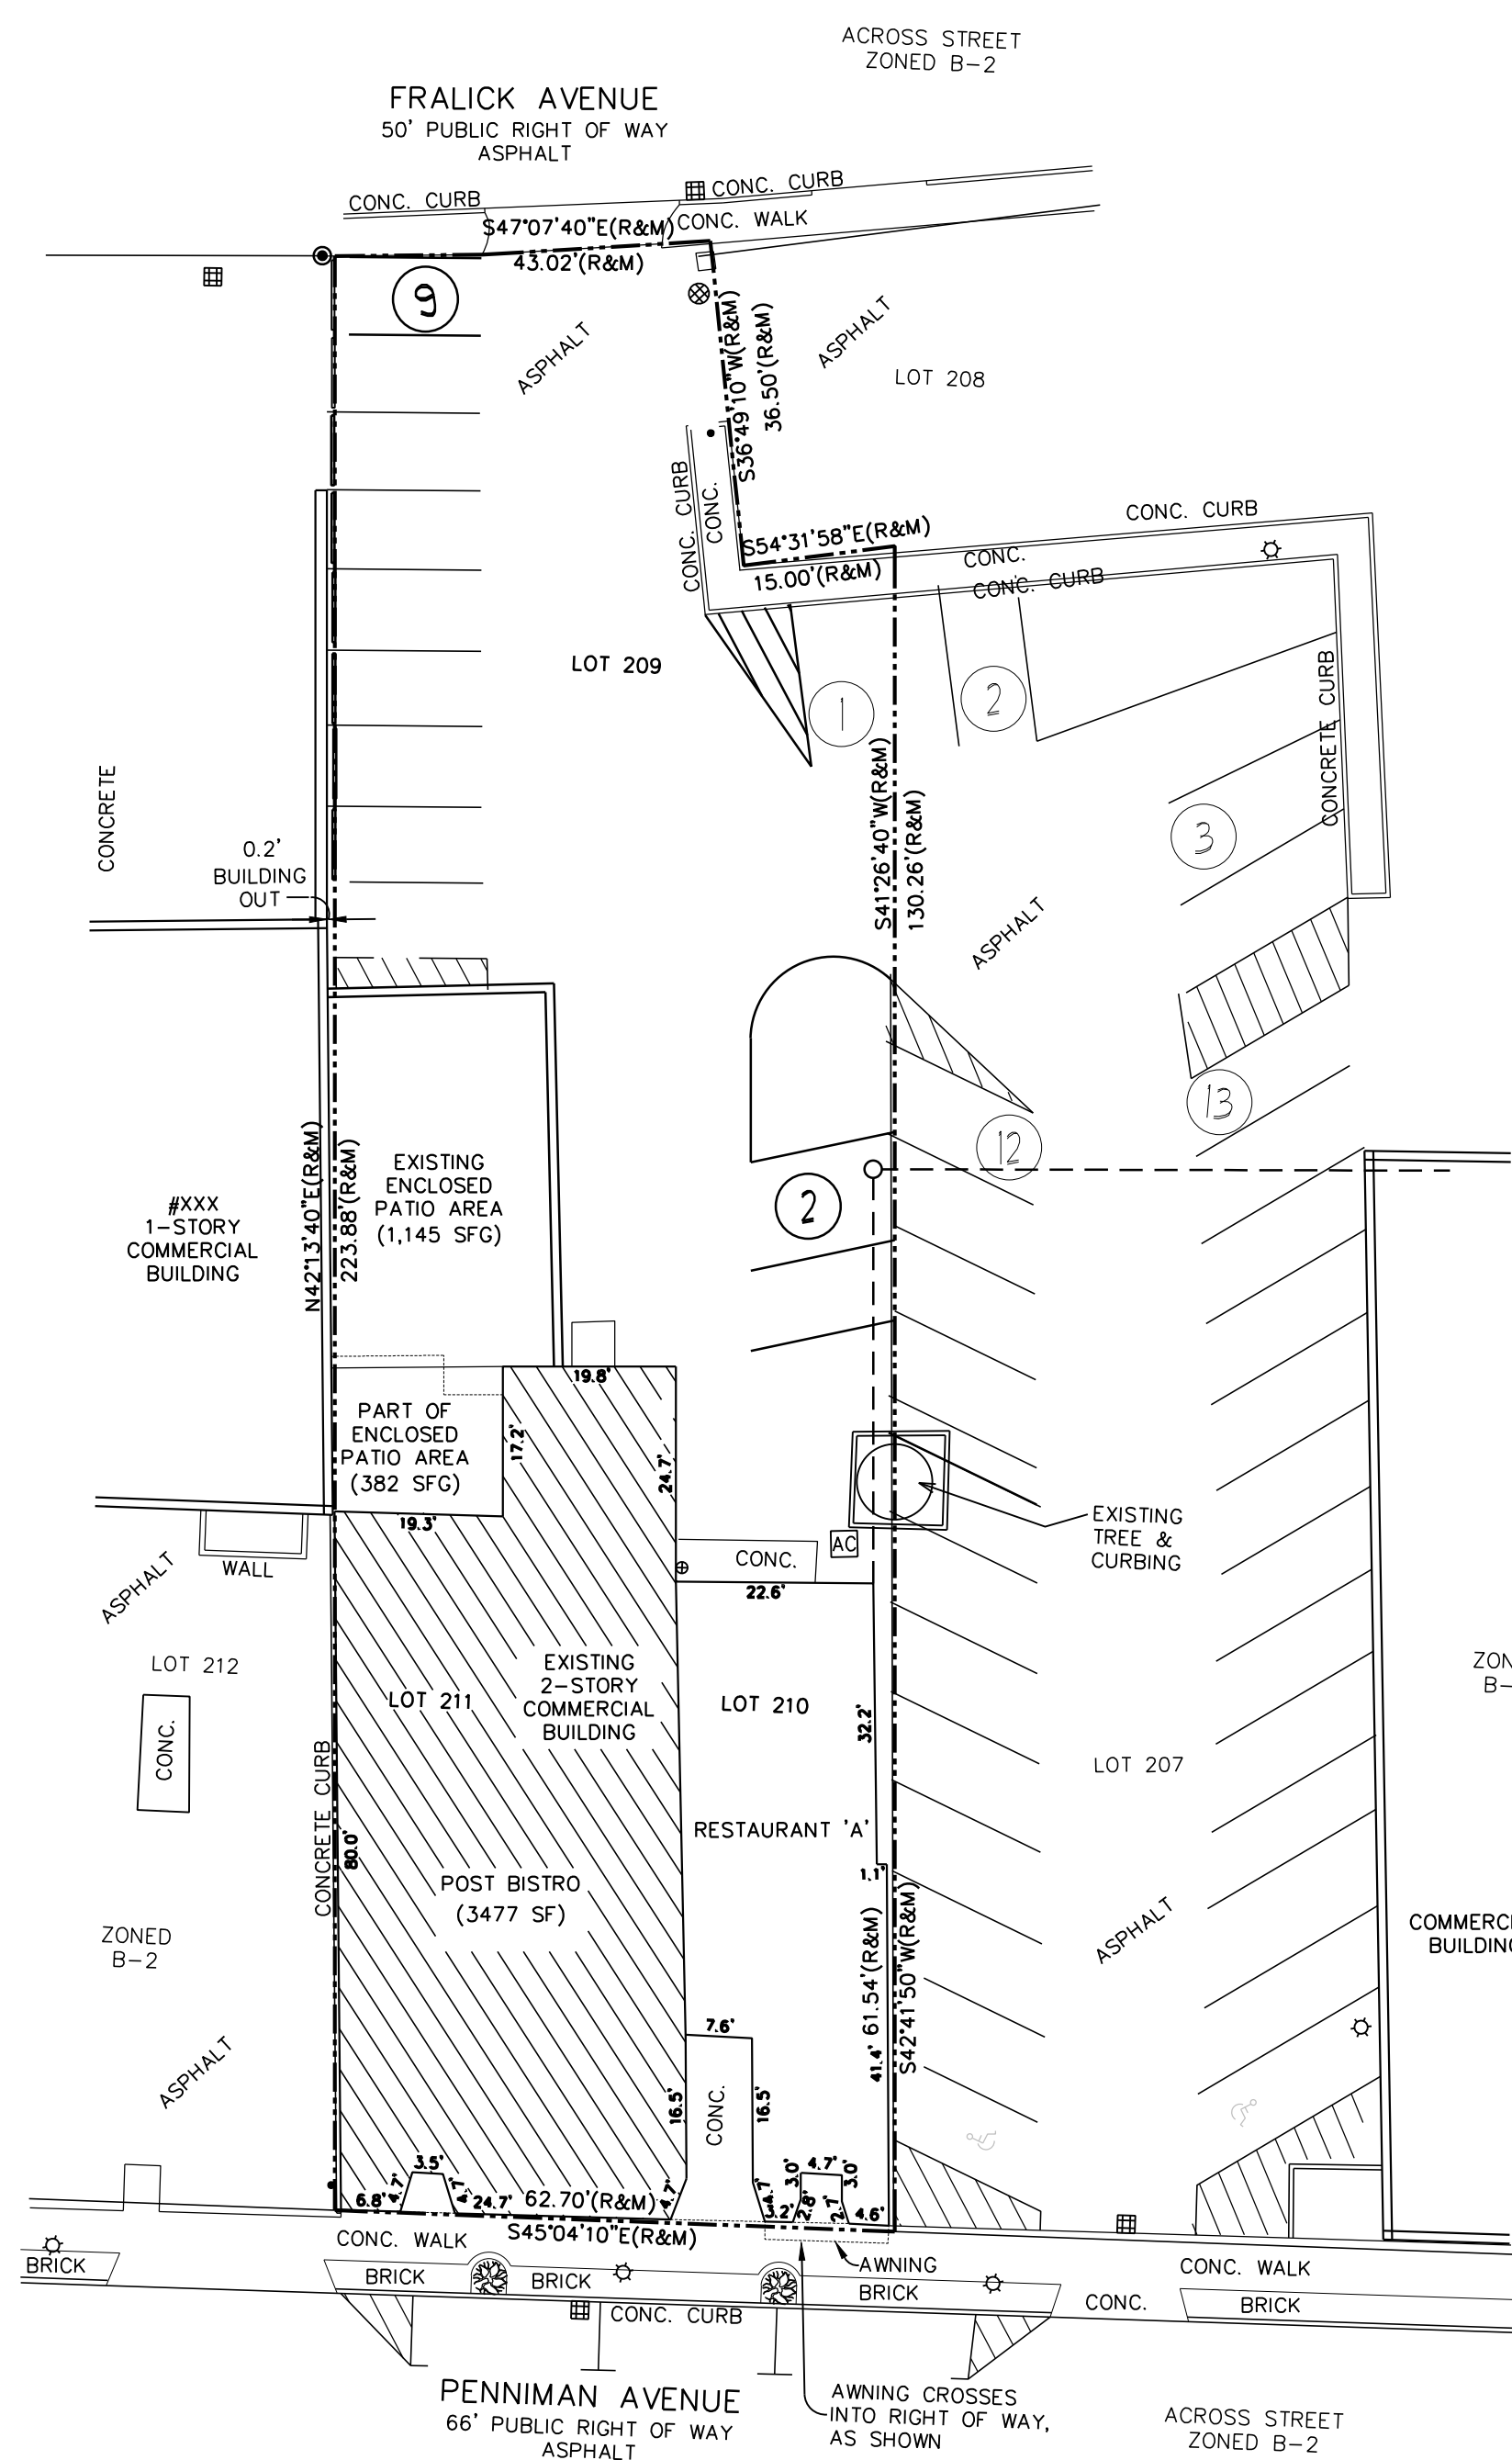 ACROSS STREET
ZONED B-2
FRALICK AVENUE
50' PUBLIC RIGHT OF WAY
ASPHALT
CONC. CURB
CONC. CURB
S47°07'40"E(R&M)
CONC. WALK
43.02'(R&M)
9
ASPHALT
S36°49'10"W(R&M)
36.50'(R&M)
ASPHALT
LOT 208
CONC. CURB
CONC.
S54°31'58"E(R&M)
15.00'(R&M)
CONC. CURB
CONC.
CONC. CURB
LOT 209
1
2
CONCRETE CURB
3
CONCRETE
0.2'
BUILDING
OUT
S41°26'40"W(R&M)
130.26'(R&M)
ASPHALT
13
12
2
N42°13'40"E(R&M)
223.88'(R&M)
EXISTING
ENCLOSED
PATIO AREA
(1,145 SFG)
#XXX
1-STORY
COMMERCIAL
BUILDING
19.8'
PART OF
ENCLOSED
PATIO AREA
(382 SFG)
17.2'
24.7'
19.3'
EXISTING
TREE &
CURBING
AC
CONC.
22.6'
WALL
ASPHALT
LOT 212
CONC.
EXISTING
2-STORY
COMMERCIAL
BUILDING
LOT 211
LOT 210
32.2'
LOT 207
ZON
B-
CONCRETE CURB
80.0'
RESTAURANT 'A'
1.1'
POST BISTRO
(3477 SF)
41.4'
61.54'(R&M)
S42°41'50"W(R&M)
ASPHALT
COMMERC
BUILDING
ZONED
B-2
ASPHALT
7.6'
16.5'
CONC.
16.5'
3.5'
6.8'
4.7'
4.7'
24.7'
62.70'(R&M)
4.7'
4.7'
3.2'
3.0'
4.7'
3.0'
2.8'
2.7'
4.6'
S45°04'10"E(R&M)
CONC. WALK
AWNING
CONC. WALK
BRICK
BRICK
BRICK
BRICK
CONC.
BRICK
CONC. CURB
PENNIMAN AVENUE
66' PUBLIC RIGHT OF WAY
ASPHALT
AWNING CROSSES
INTO RIGHT OF WAY,
AS SHOWN
ACROSS STREET
ZONED B-2